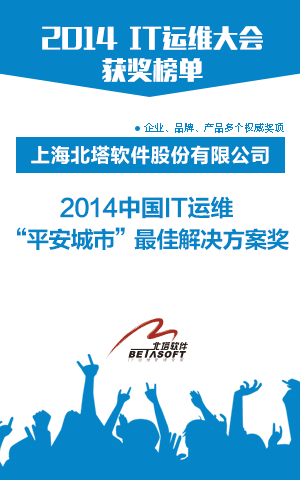 2014 IT运维大会
获奖榜单
• 企业、品牌、产品多个权威奖项
上海北塔软件股份有限公司
2014中国IT运维
“平安城市”最佳解决方案奖
北塔软件
BETASOFT